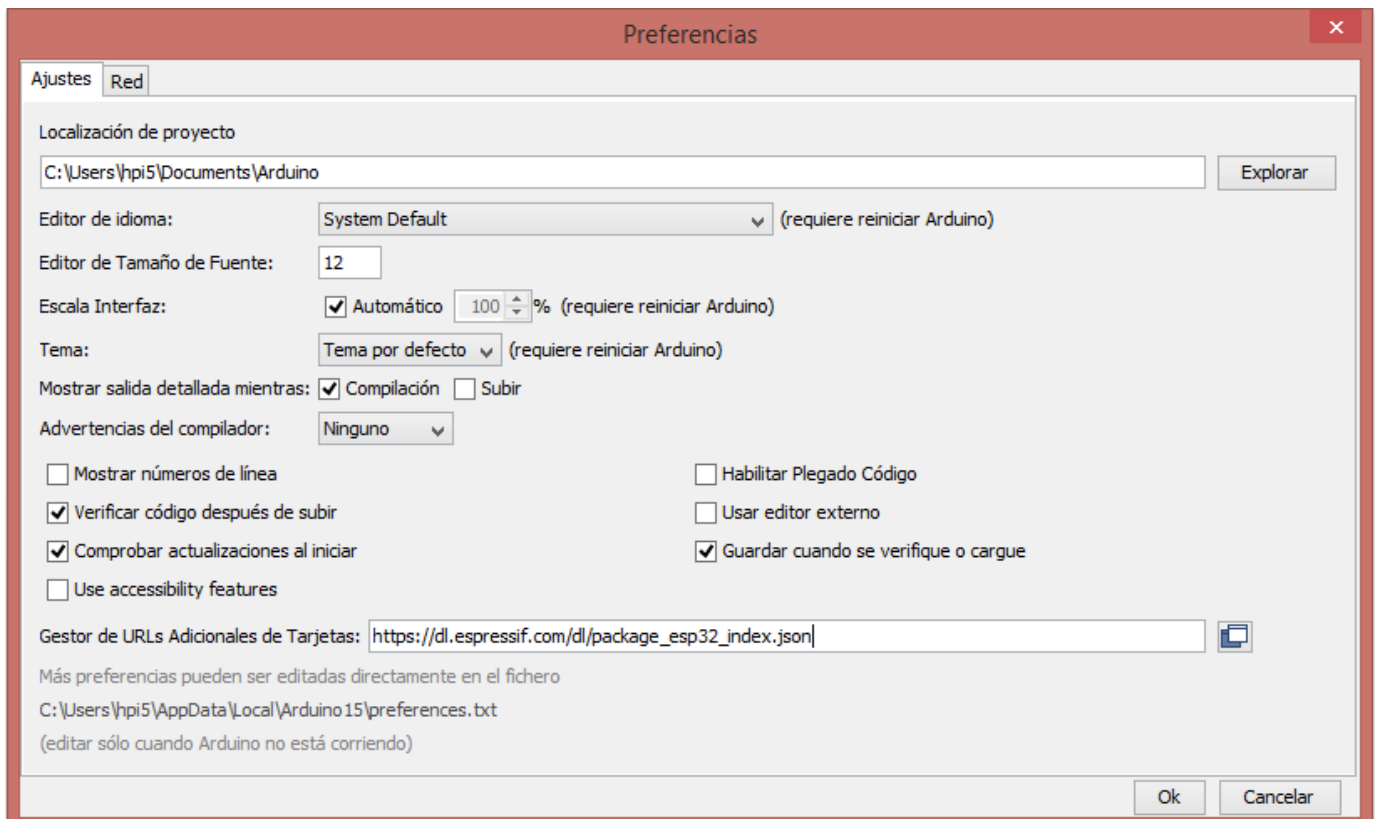 Preferencias
Ajustes Red
Localización de proyecto
C:\Users\hpi5\Documents\Arduino Explorar
Editor de idioma: System Default (requiere reiniciar Arduino)
Editor de Tamaño de Fuente: 12
Escala Interfaz: Automático 100 % (requiere reiniciar Arduino)
Tema: Tema por defecto (requiere reiniciar Arduino)
Mostrar salida detallada mientras: Compilación Subir
Advertencias del compilador: Ninguno
Mostrar números de línea Habilitar Plegado Código
Verificar código después de subir Usar editor externo
Comprobar actualizaciones al iniciar Guardar cuando se verifique o cargue
Use accessibility features
Gestor de URLs Adicionales de Tarjetas: https://dl.espressif.com/dl/package_esp32_index.json
Más preferencias pueden ser editadas directamente en el fichero
C:\Users\hpi5\AppData\Local\Arduino15\preferences.txt
(editar sólo cuando Arduino no está corriendo)
Ok Cancelar